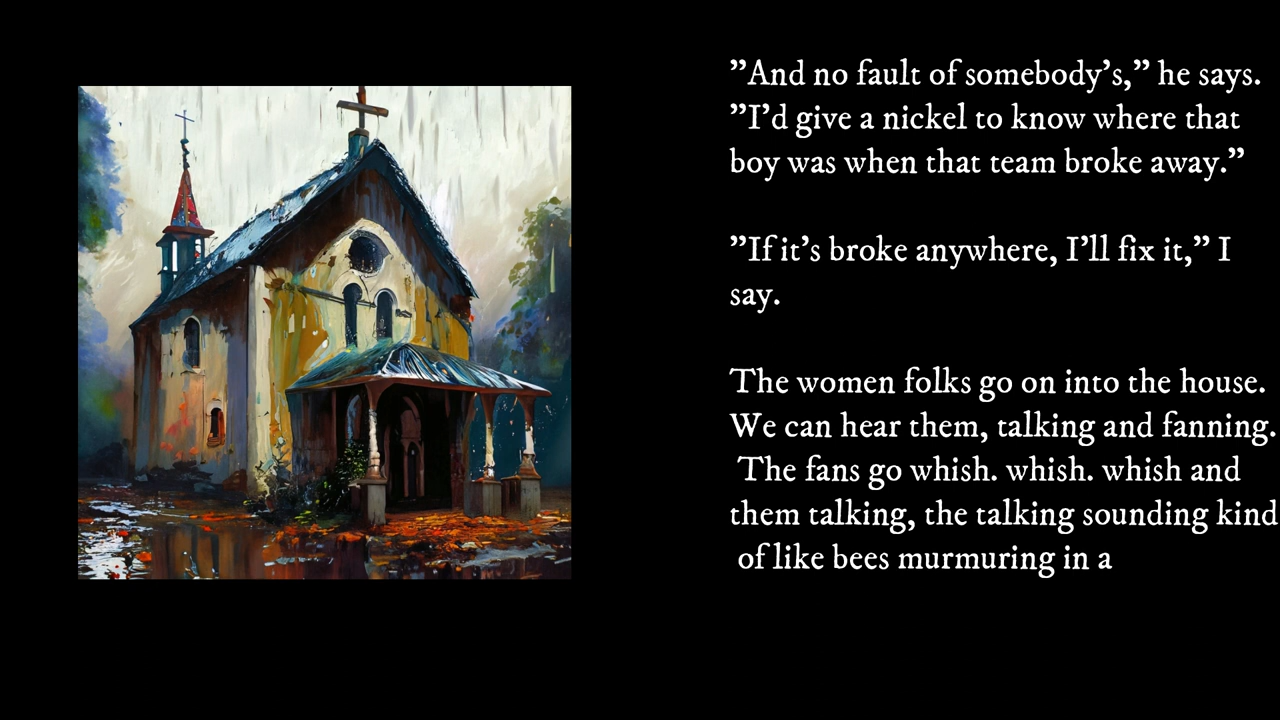 ”And no fault of somebody’s,” he says.
”I’d give a nickel to know where that
boy was when that team broke away.”
”If it’s broke anywhere, I’ll fix it,” I
say.
The women folks go on into the house.
We can hear them, talking and fanning.
The fans go whish. whish. whish and
them talking, the talking sounding kind
of like bees murmuring in a